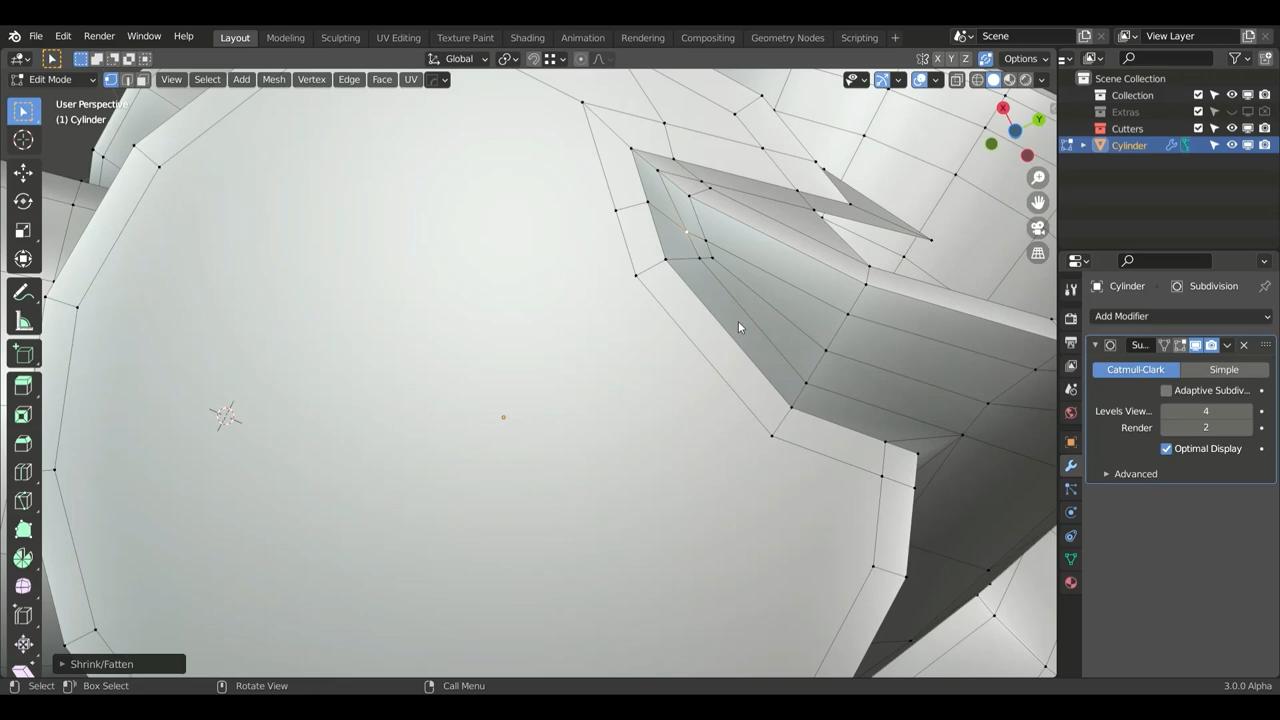 File Edit Render Window Help Layout Modeling Sculpting UV Editing Texture Paint Shading Animation Rendering Compositing Geometry Nodes Scripting + Scene View Layer
Global X Y Z Options
Edit Mode View Select Add Mesh Vertex Edge Face UV
User Perspective
(1) Cylinder
X
Y
Scene Collection
Collection
Extras
Cutters
Cylinder
Cylinder Subdivision
Add Modifier
Su...
Catmull-Clark Simple
Adaptive Subdiv...
Levels View... 4
Render 2
Optimal Display
Advanced
Shrink/Fatten
Select Box Select Rotate View Call Menu 3.0.0 Alpha